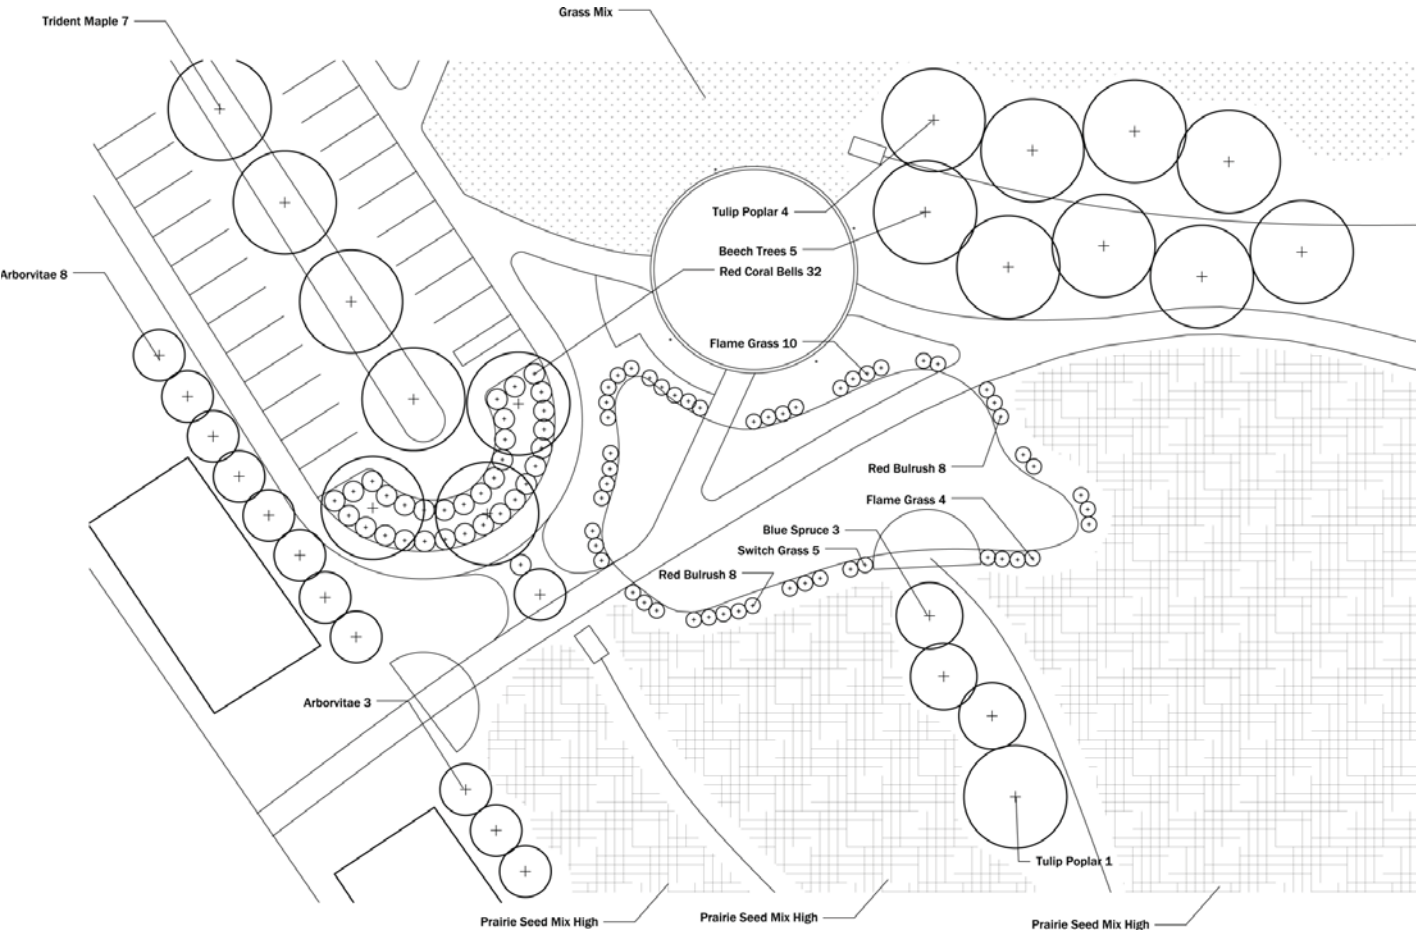 Grass Mix
Trident Maple 7
Tulip Poplar 4
Beech Trees 5
Arborvitae 8
Red Coral Bells 32
Flame Grass 10
Red Bulrush 8
Flame Grass 4
Blue Spruce 3
Switch Grass 5
Red Bulrush 8
Arborvitae 3
Tulip Poplar 1
Prairie Seed Mix High
Prairie Seed Mix High
Prairie Seed Mix High